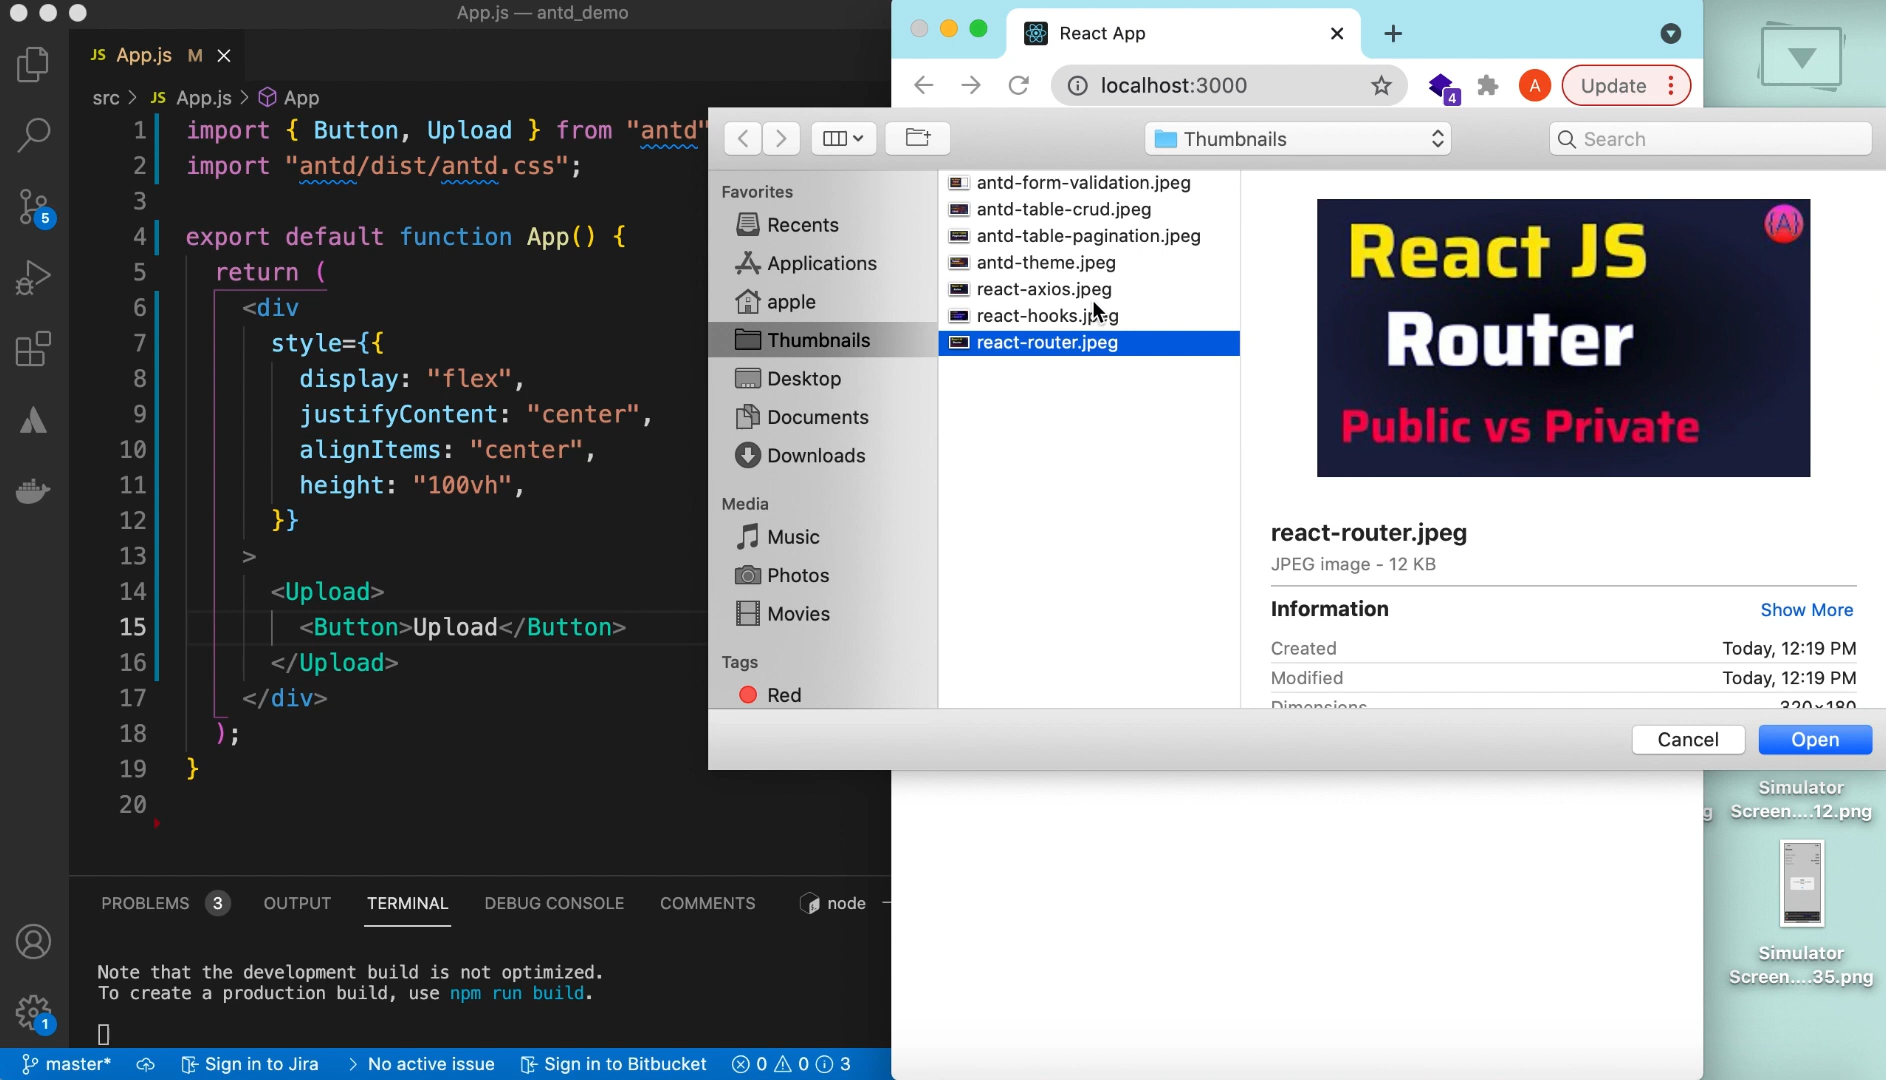 App.js — antd_demo
JS App.js M
src > JS App.js > App
1 import { Button, Upload } from "antd"
2 import "antd/dist/antd.css";
3
4 export default function App() {
5 return (
6 <div
7 style={{
8 display: "flex",
9 justifyContent: "center",
10 alignItems: "center",
11 height: "100vh",
12 }}
13 >
14 <Upload>
15 <Button>Upload</Button>
16 </Upload>
17 </div>
18 );
19 }
20
PROBLEMS 3 OUTPUT TERMINAL DEBUG CONSOLE COMMENTS node
Note that the development build is not optimized.
To create a production build, use npm run build.
5
1
master* Sign in to Jira > No active issue Sign in to Bitbucket 0 0 3
React App
localhost:3000
4
A
Update
Thumbnails
Search
Favorites
Recents
Applications
apple
Thumbnails
Desktop
Documents
Downloads
Media
Music
Photos
Movies
Tags
Red
antd-form-validation.jpeg
antd-table-crud.jpeg
antd-table-pagination.jpeg
antd-theme.jpeg
react-axios.jpeg
react-hooks.jpeg
react-router.jpeg
React JS
{A}
Router
Public vs Private
react-router.jpeg
JPEG image - 12 KB
Information Show More
Created Today, 12:19 PM
Modified Today, 12:19 PM
Dimensions 320×180
Cancel Open
Simulator
Screen....12.png
Simulator
Screen....35.png